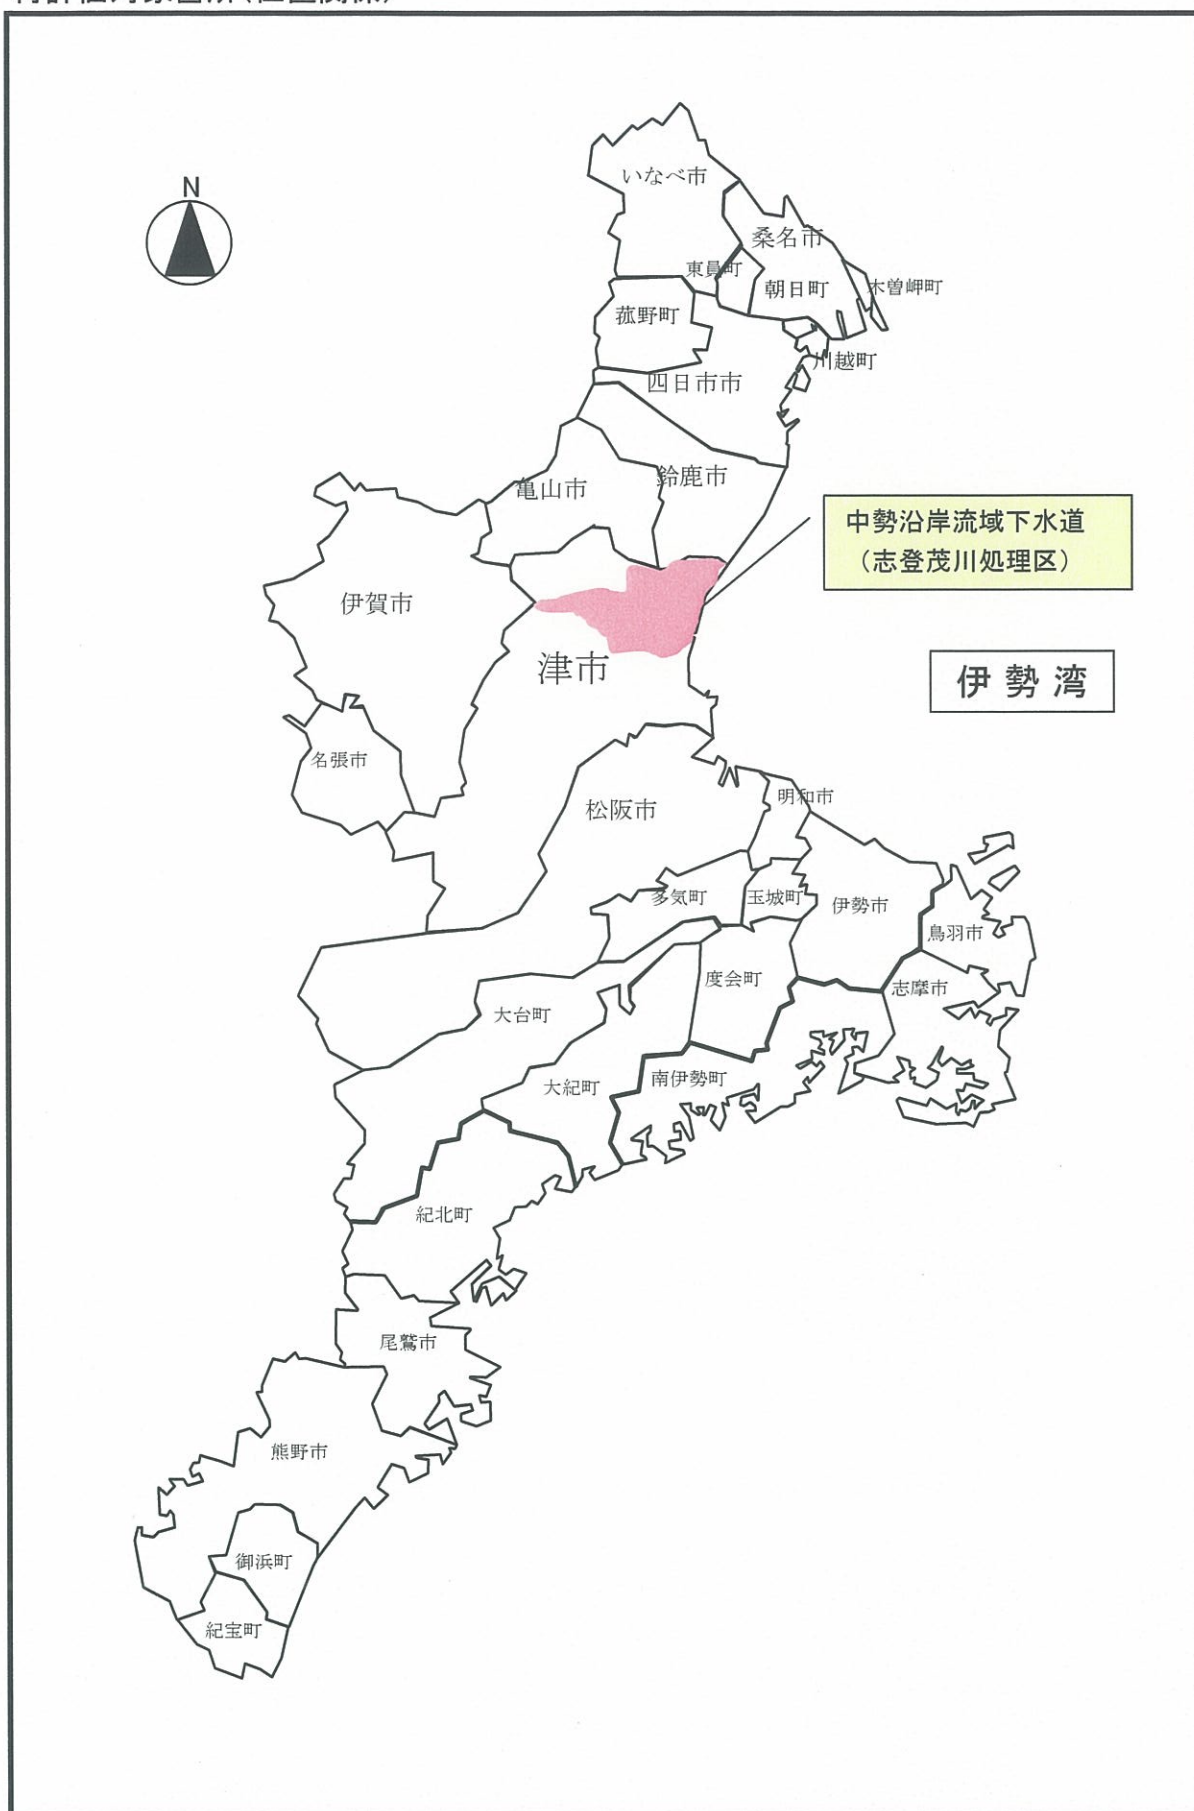 N
いなべ市
桑名市
東員町
朝日町
木曽岬町
菰野町
川越町
四日市市
鈴鹿市
亀山市
中勢沿岸流域下水道
（志登茂川処理区）
伊賀市
津市
伊勢湾
名張市
明和市
松阪市
多気町
玉城町
伊勢市
鳥羽市
度会町
志摩市
大台町
南伊勢町
大紀町
紀北町
尾鷲市
熊野市
御浜町
紀宝町